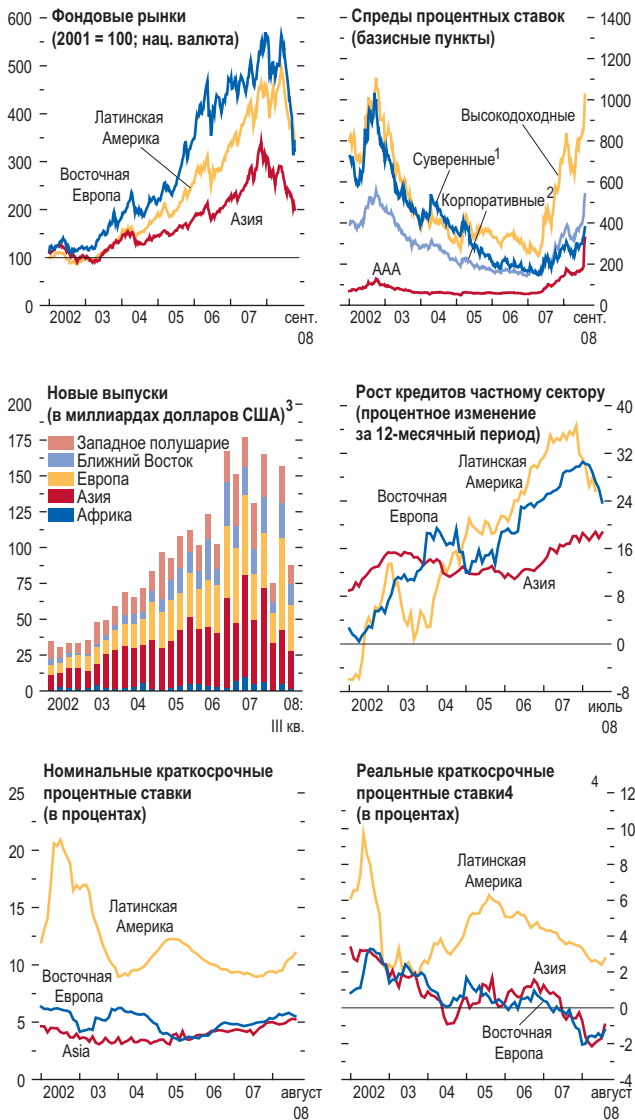 Фондовые рынки
(2001 = 100; нац. валюта)
600
500
400
300
200
100
0
Латинская
Америка
Восточная
Европа
Азия
2002 03 04 05 06 07 сент.
08
Спреды процентных ставок
(базисные пункты)
1400
1200
1000
800
600
400
200
0
Высокодоходные
Суверенные1
Корпоративные2
AAA
2002 03 04 05 06 07 сент.
08
Новые выпуски
(в миллиардах долларов США)3
200
175
150
125
100
75
50
25
0
Западное полушарие
Ближний Восток
Европа
Азия
Африка
2002 03 04 05 06 07 08:
III кв.
Рост кредитов частному сектору
(процентное изменение
за 12-месячный период)
40
32
24
16
8
0
-8
Латинская
Америка
Восточная
Европа
Азия
2002 03 04 05 06 07 июль
08
Номинальные краткосрочные
процентные ставки
(в процентах)
25
20
15
10
5
0
Латинская
Америка
Восточная
Европа
Asia
2002 03 04 05 06 07 август
08
Реальные краткосрочные
процентные ставки4
(в процентах)
4
12
10
8
6
4
2
0
-2
-4
Латинская
Америка
Азия
Восточная
Европа
2002 03 04 05 06 07 август
08